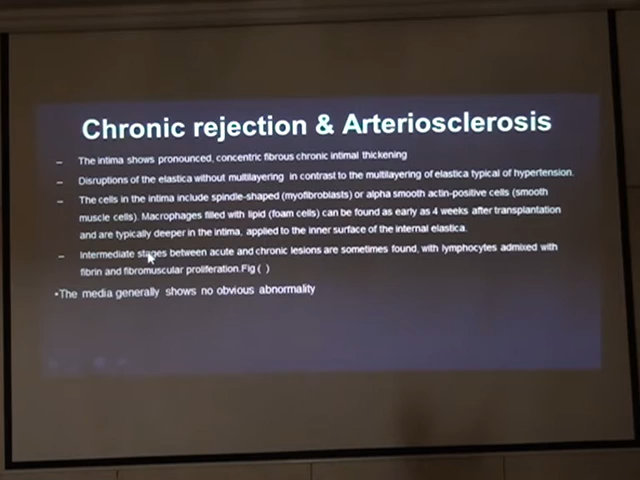 Chronic rejection & Arteriosclerosis
– The intima shows pronounced, concentric fibrous chronic intimal thickening
– Disruptions of the elastica without multilayering in contrast to the multilayering of elastica typical of hypertension.
– The cells in the intima include spindle-shaped (myofibroblasts) or alpha smooth actin-positive cells (smooth
muscle cells). Macrophages filled with lipid (foam cells) can be found as early as 4 weeks after transplantation
and are typically deeper in the intima, applied to the inner surface of the internal elastica.
– Intermediate stages between acute and chronic lesions are sometimes found, with lymphocytes admixed with
fibrin and fibromuscular proliferation.Fig ( )
•The media generally shows no obvious abnormality